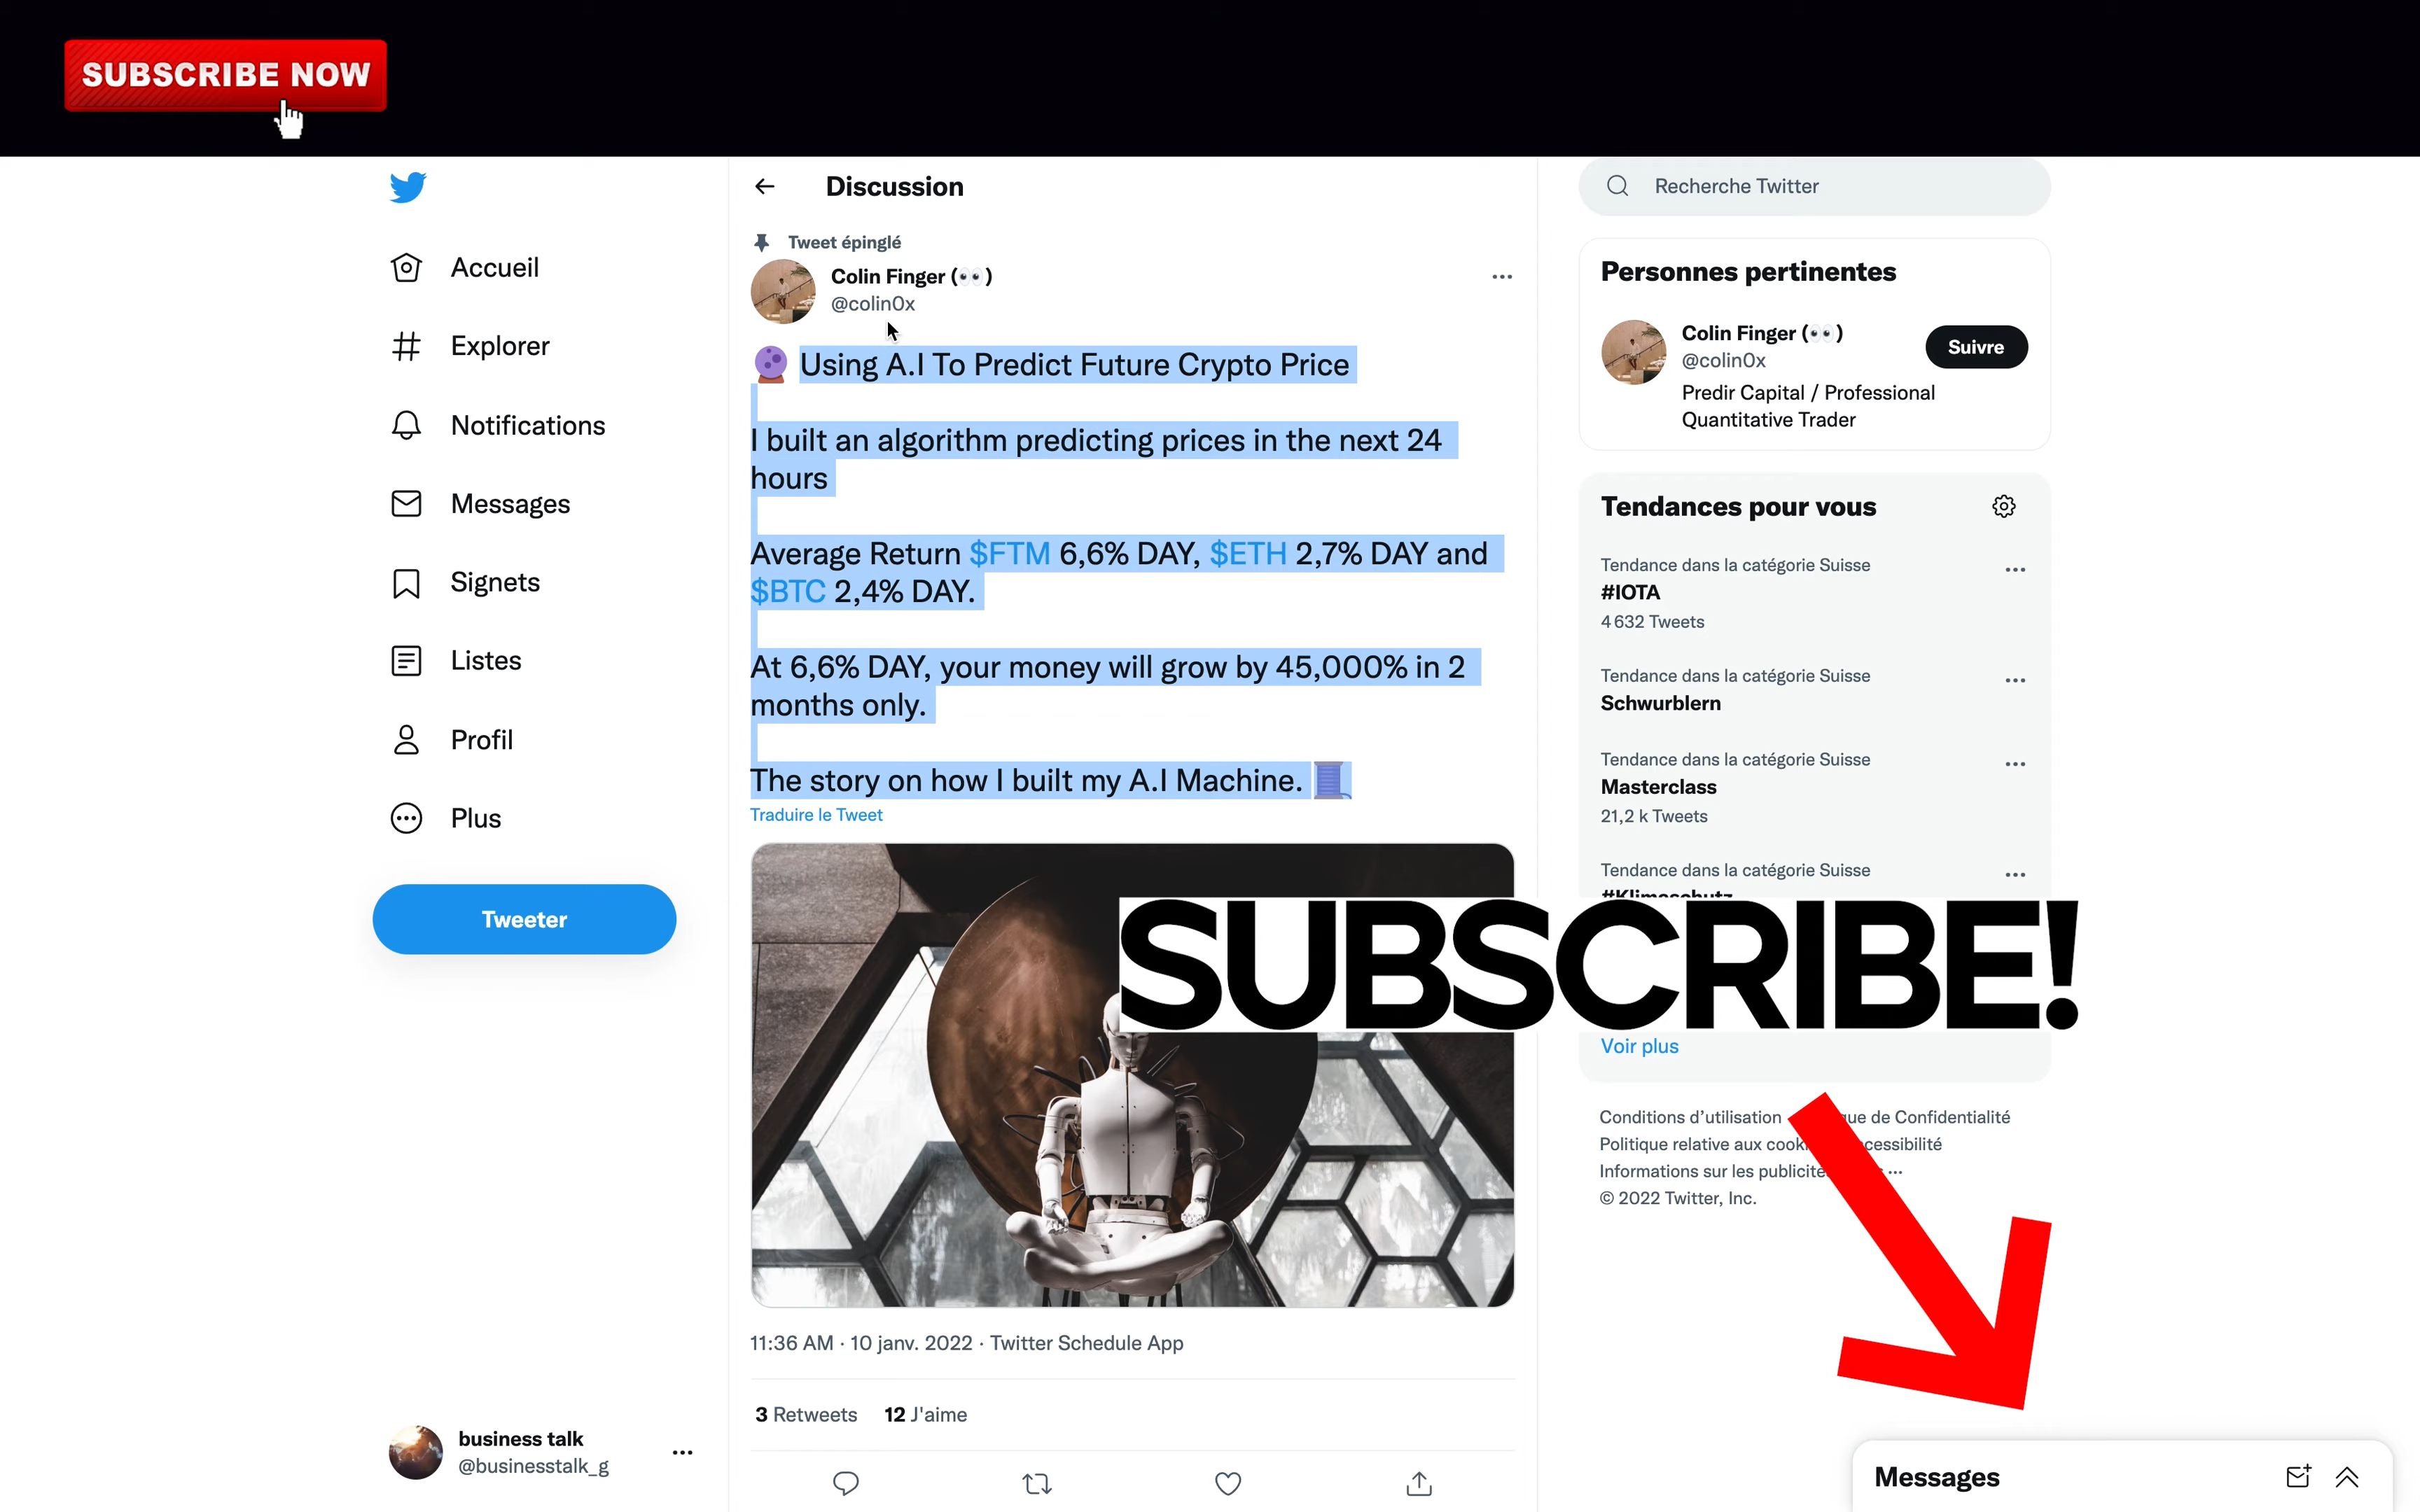 SUBSCRIBE NOW
Accueil
Explorer
Notifications
Messages
Signets
Listes
Profil
Plus
Tweeter
business talk
@businesstalk_g
Discussion
Tweet épinglé
Colin Finger (👀)
@colin0x
🔮 Using A.I To Predict Future Crypto Price
I built an algorithm predicting prices in the next 24
hours
Average Return $FTM 6,6% DAY, $ETH 2,7% DAY and
$BTC 2,4% DAY.
At 6,6% DAY, your money will grow by 45,000% in 2
months only.
The story on how I built my A.I Machine. 🧵
Traduire le Tweet
11:36 AM · 10 janv. 2022 · Twitter Schedule App
3 Retweets 12 J'aime
Recherche Twitter
Personnes pertinentes
Colin Finger (👀)
@colin0x
Suivre
Predir Capital / Professional
Quantitative Trader
Tendances pour vous
Tendance dans la catégorie Suisse
#IOTA
4 632 Tweets
Tendance dans la catégorie Suisse
Schwurblern
Tendance dans la catégorie Suisse
Masterclass
21,2 k Tweets
Tendance dans la catégorie Suisse
#Klimaschutz
SUBSCRIBE!
Voir plus
Conditions d'utilisation de Confidentialité
Politique relative aux
Informations sur les
© 2022 Twitter, Inc.
Messages